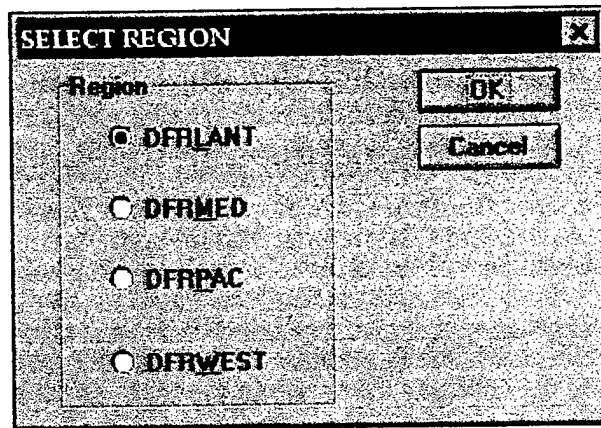 SELECT REGION
Region
DFRLANT
DFRMED
DFRPAC
DFRWEST
OK
Cancel